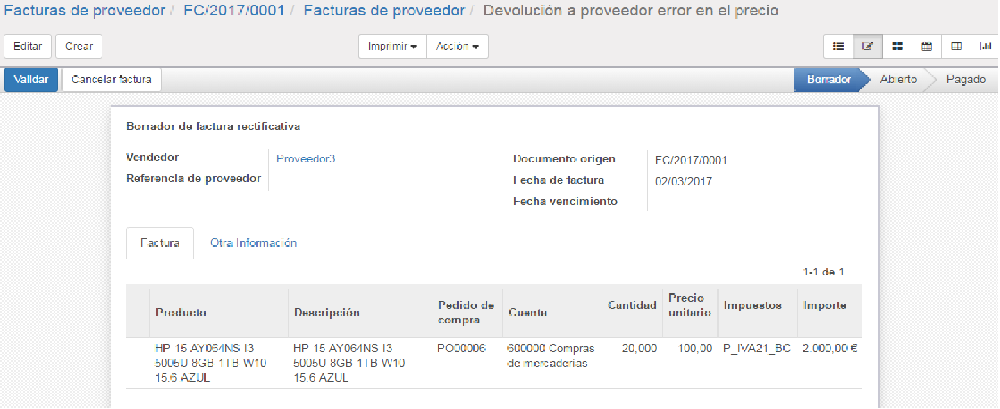 Facturas de proveedor / FC/2017/0001 / Facturas de proveedor / Devolución a proveedor error en el precio
Editar Crear Imprimir Acción
Validar Cancelar factura Borrador Abierto Pagado
Borrador de factura rectificativa
Vendedor Proveedor3 Documento origen FC/2017/0001
Referencia de proveedor Fecha de factura 02/03/2017
Fecha vencimiento
Factura Otra Información
1-1 de 1
Producto Descripción Pedido de compra Cuenta Cantidad Precio unitario Impuestos Importe
HP 15 AY064NS I3 HP 15 AY064NS I3 PO00006 600000 Compras 20,000 100,00 P_IVA21_BC 2.000,00 €
5005U 8GB 1TB W10 5005U 8GB 1TB W10 de mercaderías
15.6 AZUL 15.6 AZUL